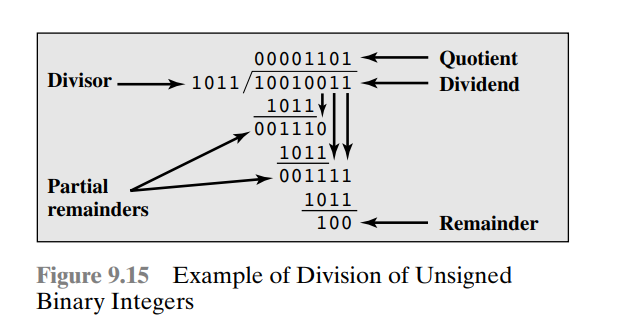 00001101 Quotient
Divisor 1011/10010011 Dividend
1011
001110
1011
Partial remainders 001111
1011
100 Remainder
Figure 9.15 Example of Division of Unsigned
Binary Integers